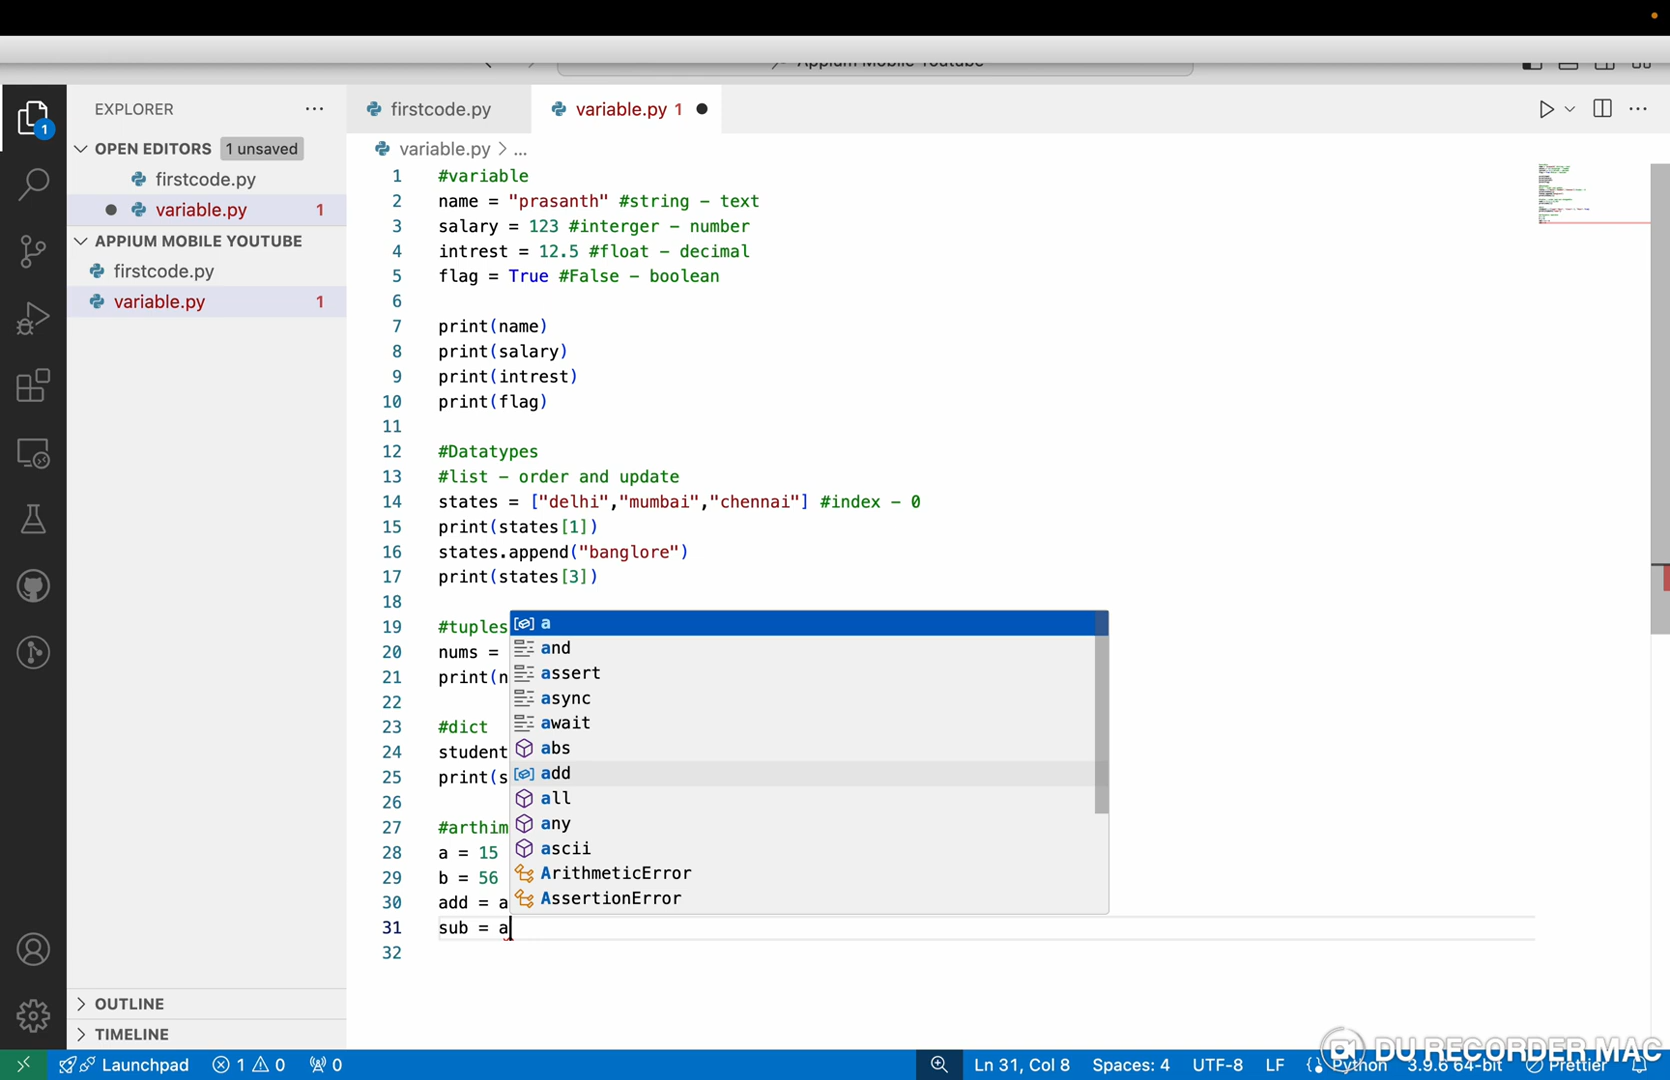 Appium Mobile Youtube
EXPLORER
OPEN EDITORS 1 unsaved
firstcode.py
variable.py 1
APPIUM MOBILE YOUTUBE
firstcode.py
variable.py 1
OUTLINE
TIMELINE
1
firstcode.py
variable.py 1
variable.py > ...
1 #variable
2 name = "prasanth" #string - text
3 salary = 123 #interger - number
4 intrest = 12.5 #float - decimal
5 flag = True #False - boolean
6
7 print(name)
8 print(salary)
9 print(intrest)
10 print(flag)
11
12 #Datatypes
13 #list - order and update
14 states = ["delhi","mumbai","chennai"] #index - 0
15 print(states[1])
16 states.append("banglore")
17 print(states[3])
18
19 #tuples
20 nums =
21 print(n
22
23 #dict
24 student
25 print(s
26
27 #arthim
28 a = 15
29 b = 56
30 add = a
31 sub = a
32
a
and
assert
async
await
abs
add
all
any
ascii
ArithmeticError
AssertionError
Launchpad 1 0 0
Ln 31, Col 8 Spaces: 4 UTF-8 LF Python 3.9.6 64-bit Prettier
DU RECORDER MAC